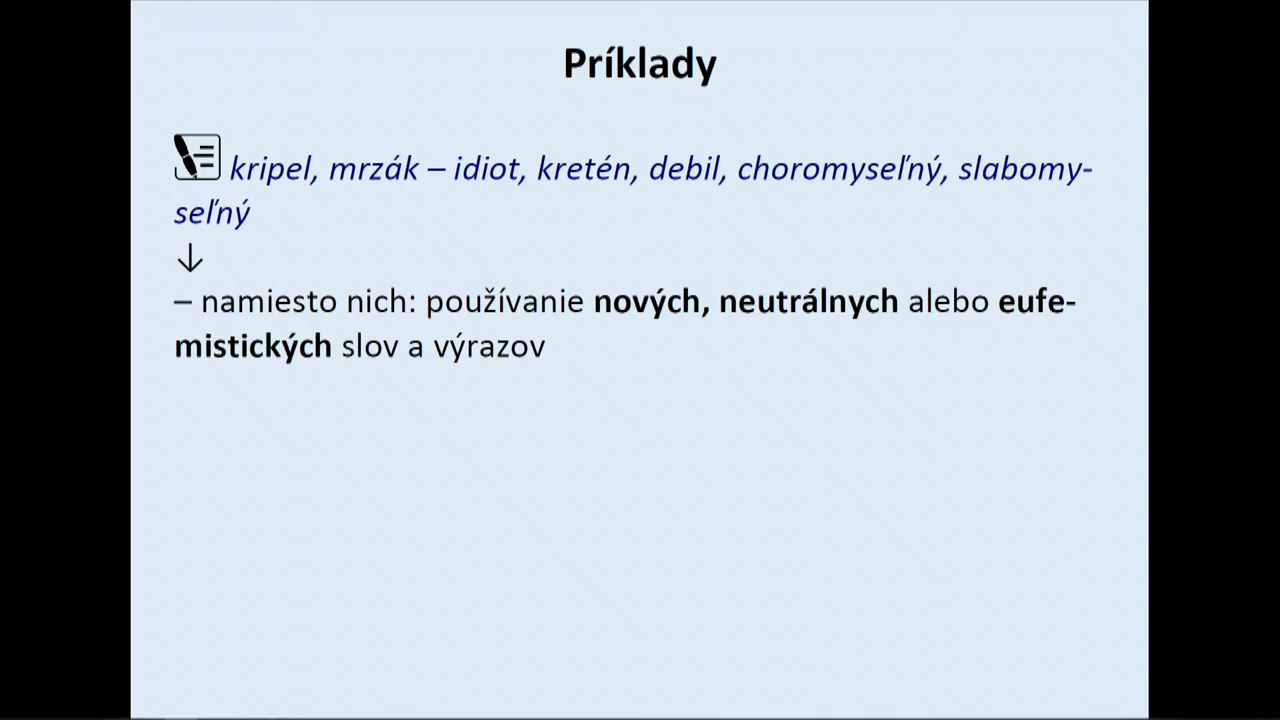 Príklady
kripel, mrzák – idiot, kretén, debil, choromyseľný, slabomy-
seľný
↓
– namiesto nich: používanie nových, neutrálnych alebo eufe-
mistických slov a výrazov